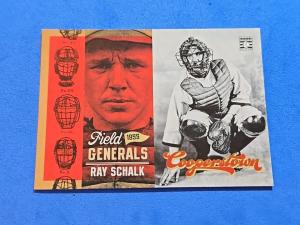 Field
1955
GENERALS
RAY SCHALK
Cooperstown